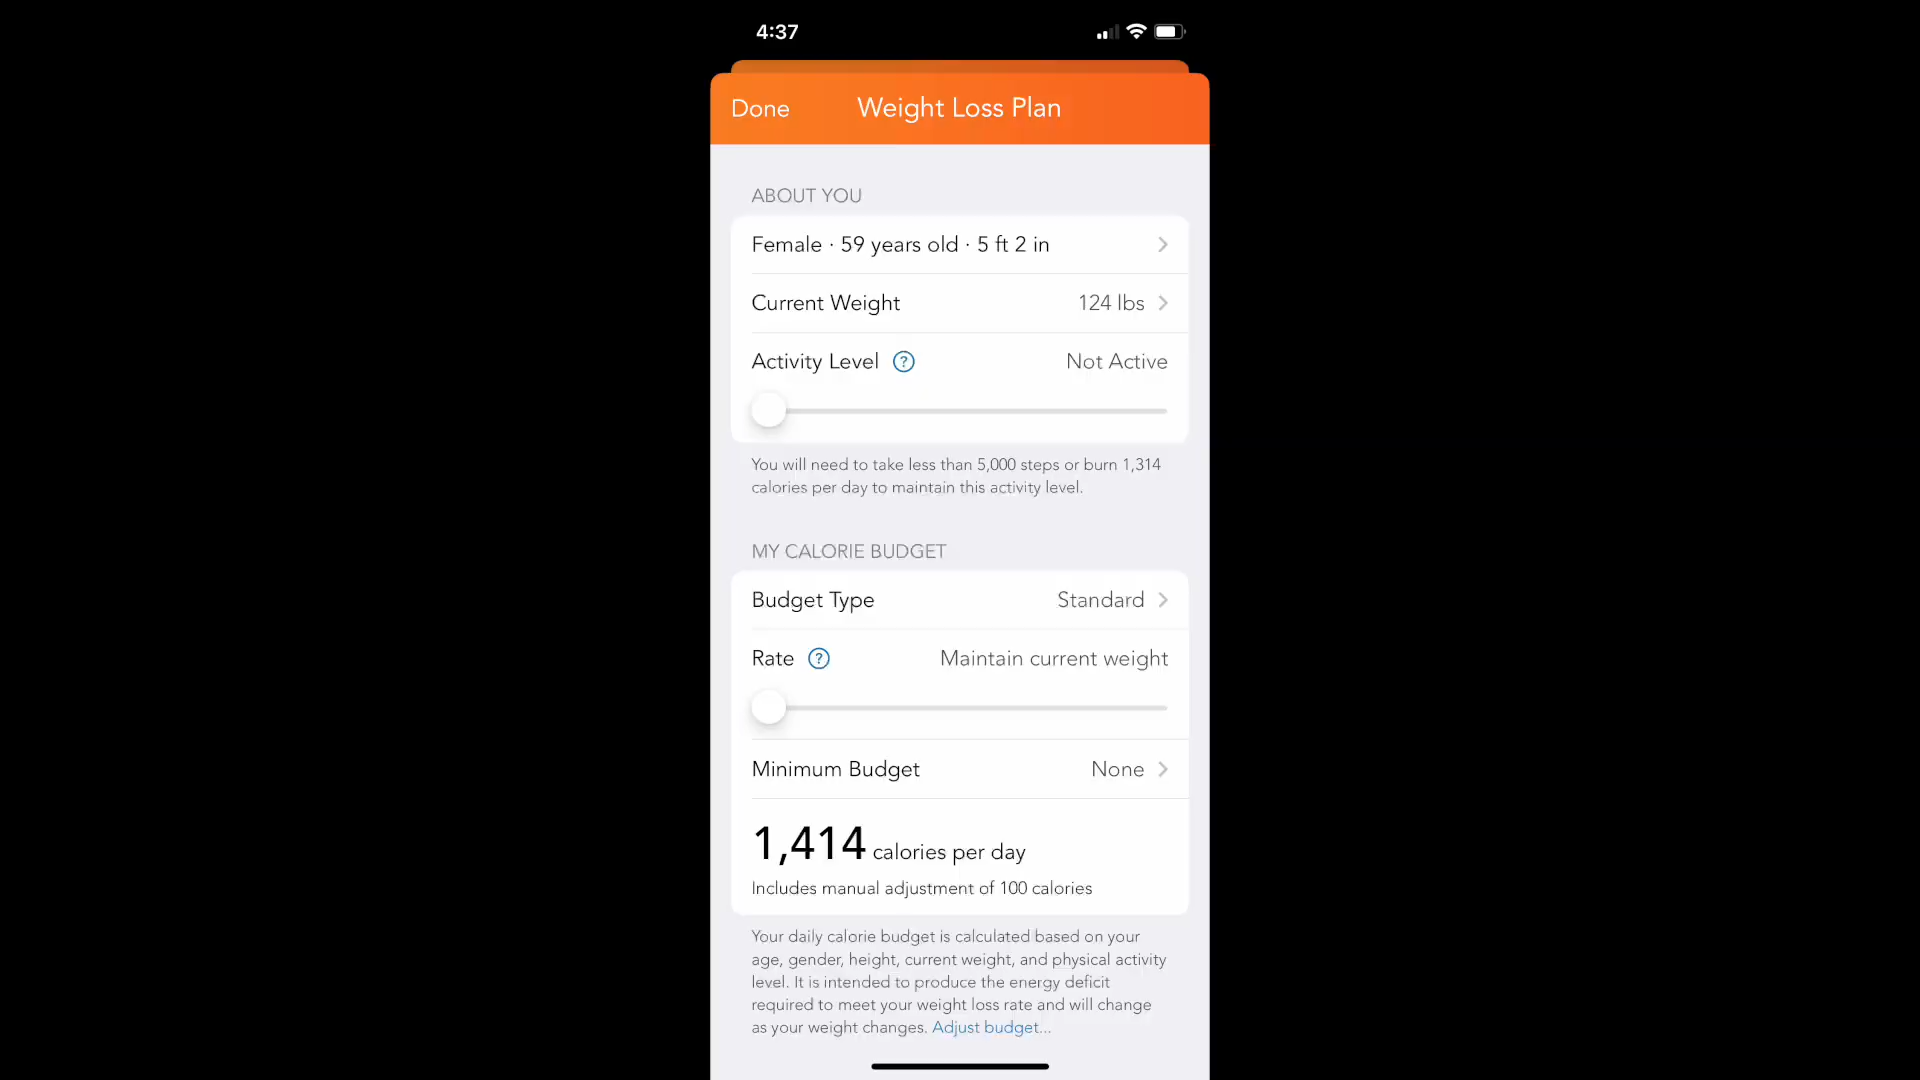 4:37
Done
Weight Loss Plan
ABOUT YOU
Female · 59 years old · 5 ft 2 in
Current Weight 124 lbs
Activity Level ? Not Active
You will need to take less than 5,000 steps or burn 1,314
calories per day to maintain this activity level.
MY CALORIE BUDGET
Budget Type Standard
Rate ? Maintain current weight
Minimum Budget None
1,414 calories per day
Includes manual adjustment of 100 calories
Your daily calorie budget is calculated based on your
age, gender, height, current weight, and physical activity
level. It is intended to produce the energy deficit
required to meet your weight loss rate and will change
as your weight changes. Adjust budget...